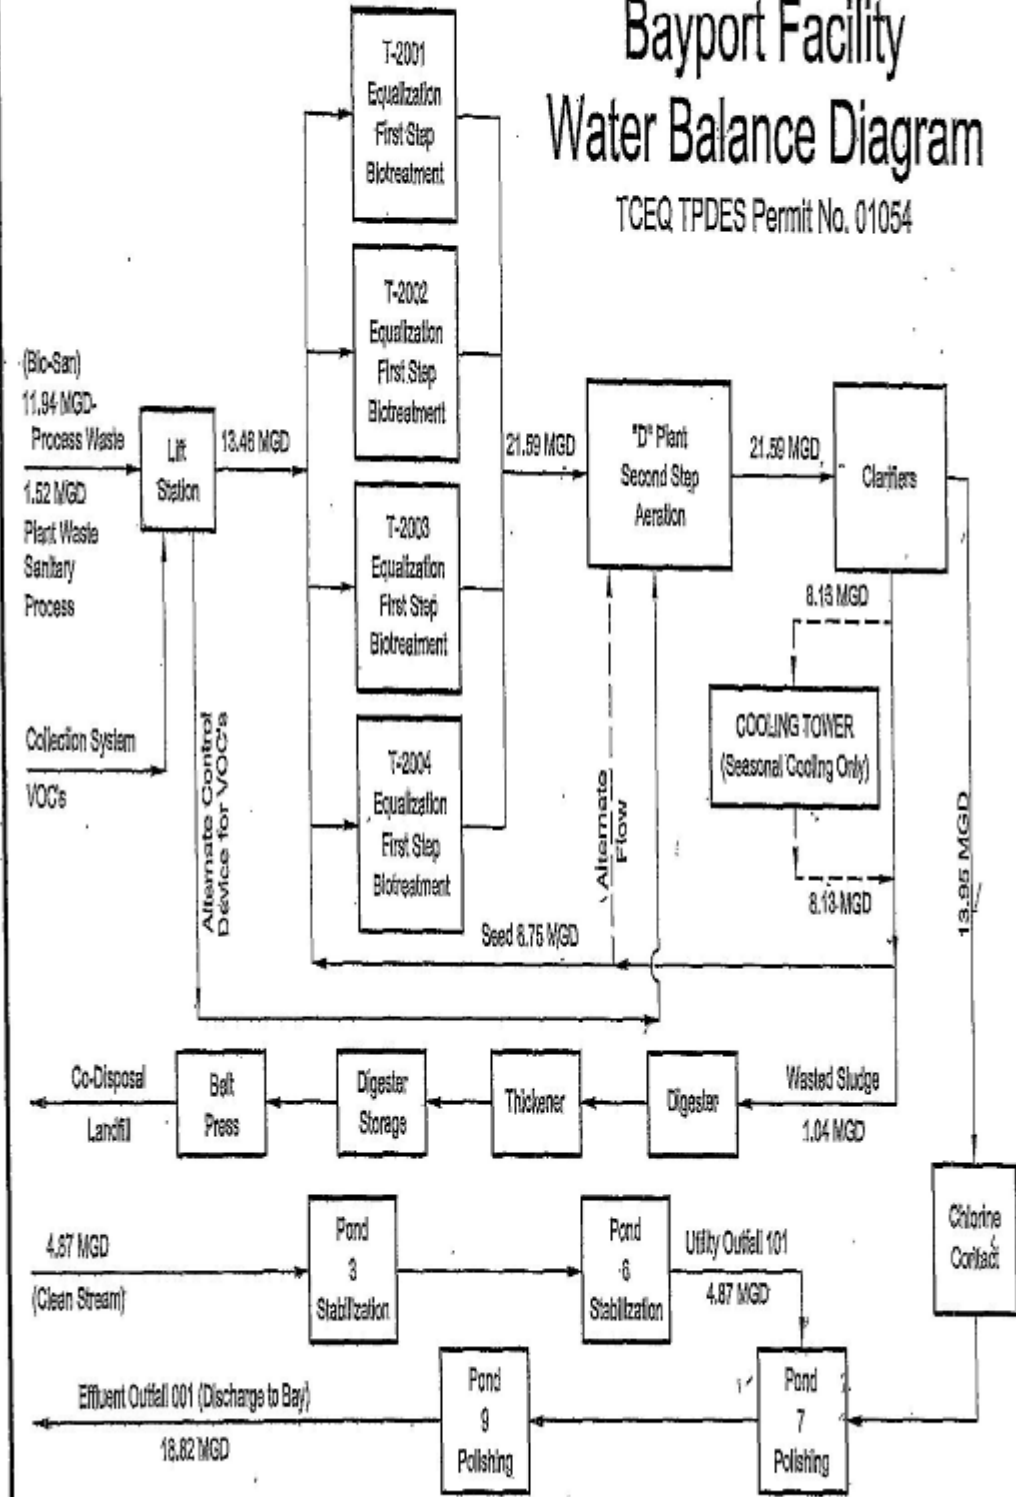 Bayport Facility
Water Balance Diagram
TCEQ TPDES Permit No. 01054
T-2001
Equalization
First Step
Biotreatment
T-2002
Equalization
First Step
Biotreatment
T-2003
Equalization
First Step
Biotreatment
T-2004
Equalization
First Step
Biotreatment
(Bio-San)
11.94 MGD-
Process Waste
1.52 MGD
Plant Waste
Sanitary
Process
Lift
Station
13.46 MGD
21.59 MGD
"D" Plant
Second Step
Aeration
21.59 MGD
Clarifiers
8.13 MGD
COOLING TOWER
(Seasonal Cooling Only)
8.13 MGD
13.95 MGD
Collection System
VOC's
Alternate Control
Device for VOC's
Alternate
Flow
Seed 8.75 MGD
Co-Disposal
Landfill
Belt
Press
Digester
Storage
Thickener
Digester
Wasted Sludge
1.04 MGD
Chlorine
Contact
4.87 MGD
(Clean Stream)
Pond
3
Stabilization
Pond
6
Stabilization
Utility Outfall 101
4.87 MGD
Effluent Outfall 001 (Discharge to Bay)
18.82 MGD
Pond
9
Polishing
Pond
7
Polishing